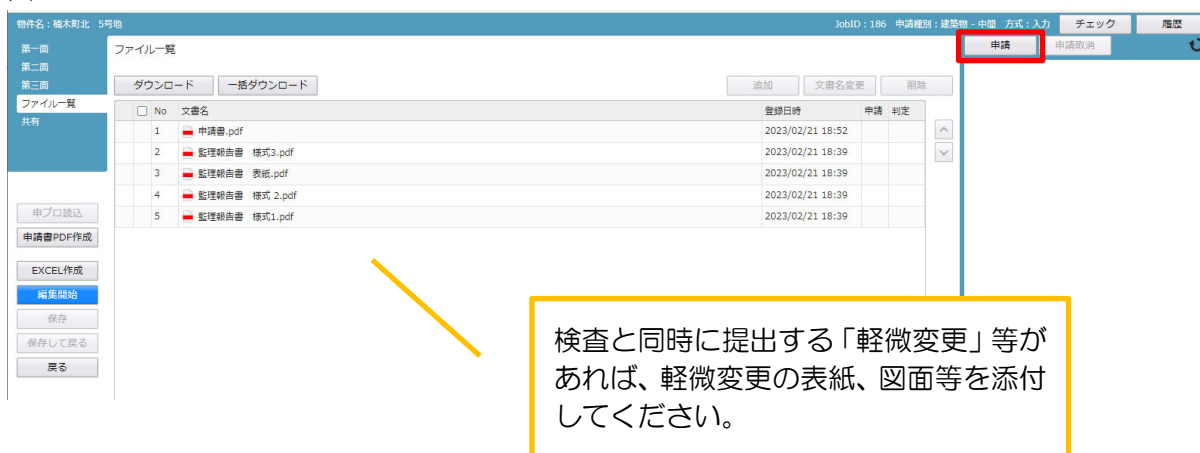 物件名：楠木町北　5号地
JobID：186　申請種別：建築物 - 中間　方式：入力
チェック
履歴
第一面
第二面
第三面
ファイル一覧
共有
申プロ読込
申請書PDF作成
EXCEL作成
編集開始
保存
保存して戻る
戻る
ファイル一覧
ダウンロード
一括ダウンロード
追加
文書名変更
削除
No 文書名 登録日時 申請 判定
1 申請書.pdf 2023/02/21 18:52
2 監理報告書　様式3.pdf 2023/02/21 18:39
3 監理報告書　表紙.pdf 2023/02/21 18:39
4 監理報告書　様式 2.pdf 2023/02/21 18:39
5 監理報告書　様式1.pdf 2023/02/21 18:39
申請
申請取消
検査と同時に提出する「軽微変更」等が
あれば、軽微変更の表紙、図面等を添付
してください。